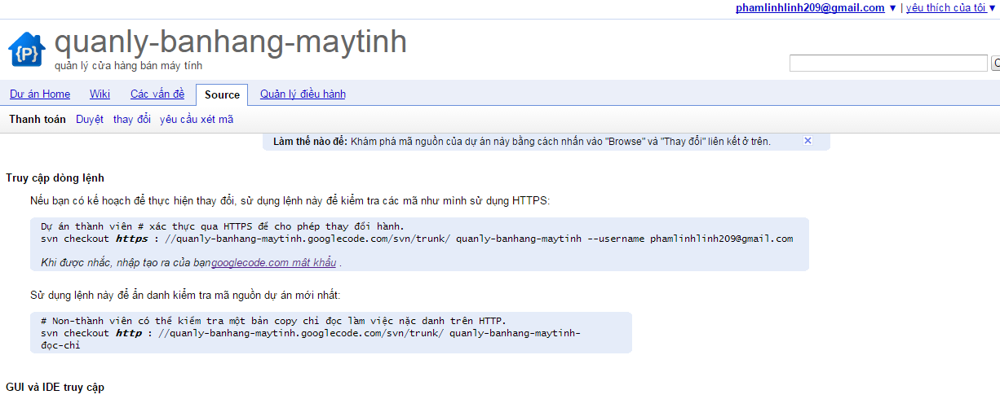 phamlinhlinh209@gmail.com ▼ | yêu thích của tôi ▼
{P}
quanly-banhang-maytinh
quản lý cửa hàng bán máy tính
Dự án Home Wiki Các vấn đề Source Quản lý điều hành
Thanh toán Duyệt thay đổi yêu cầu xét mã
Làm thế nào để: Khám phá mã nguồn của dự án này bằng cách nhấn vào "Browse" và "Thay đổi" liên kết ở trên.
Truy cập dòng lệnh
Nếu bạn có kế hoạch để thực hiện thay đổi, sử dụng lệnh này để kiểm tra các mã như mình sử dụng HTTPS:
Dự án thành viên # xác thực qua HTTPS để cho phép thay đổi hành.
svn checkout https : //quanly-banhang-maytinh.googlecode.com/svn/trunk/ quanly-banhang-maytinh --username phamlinhlinh209@gmail.com
Khi được nhắc, nhập tạo ra của bạngooglecode.com mật khẩu .
Sử dụng lệnh này để ẩn danh kiểm tra mã nguồn dự án mới nhất:
# Non-thành viên có thể kiểm tra một bản copy chỉ đọc làm việc nặc danh trên HTTP.
svn checkout http : //quanly-banhang-maytinh.googlecode.com/svn/trunk/ quanly-banhang-maytinh-
đọc-chỉ
GUI và IDE truy cập